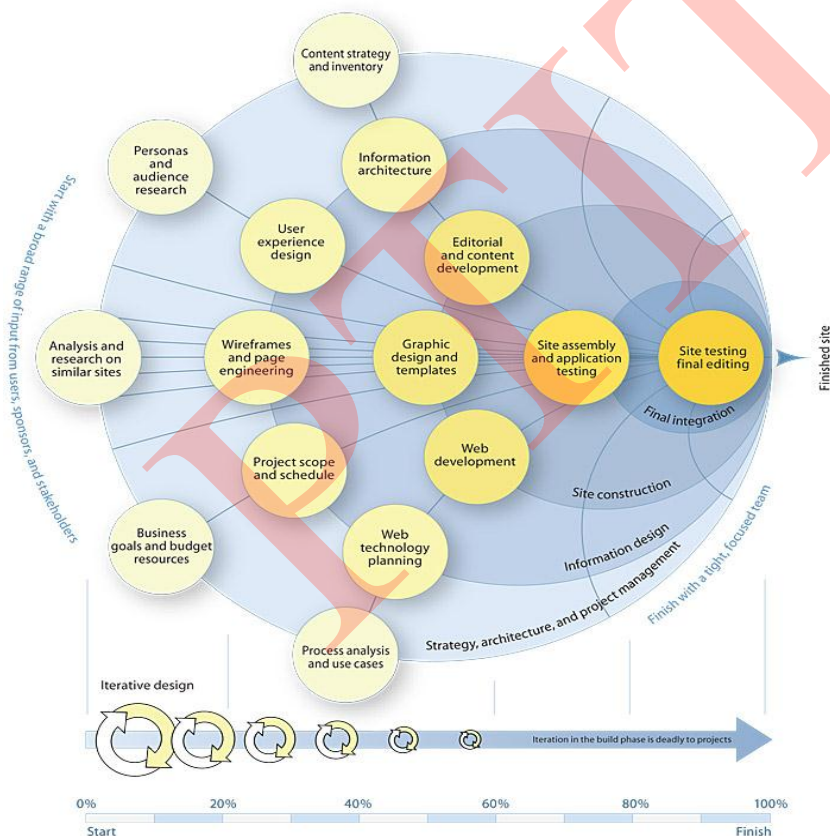 Content strategy
and inventory
Personas
and
audience
research
Information
architecture
User
experience
design
Editorial
and content
development
Start with a broad range of input from users, sponsors, and stakeholders
Analysis and
research on
similar sites
Wireframes
and page
engineering
Graphic
design and
templates
Site assembly
and application
testing
Site testing
final editing
Finished site
Final integration
Project scope
and schedule
Web
development
Site construction
Business
goals and budget
resources
Web
technology
planning
Information design
Strategy, architecture, and project management
Finish with a tight, focused team
Process analysis
and use cases
Iterative design
Iteration in the build phase is deadly to projects
0% 20% 40% 60% 80% 100%
Start Finish
PTIT